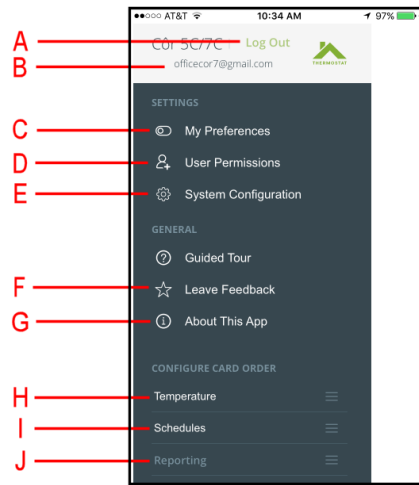 ●●○○○ AT&T 10:34 AM 97%
A Côr 5C/7C Log Out
THERMOSTAT
B officecor7@gmail.com
SETTINGS
C My Preferences
D User Permissions
E System Configuration
GENERAL
Guided Tour
F Leave Feedback
G About This App
CONFIGURE CARD ORDER
H Temperature
I Schedules
J Reporting